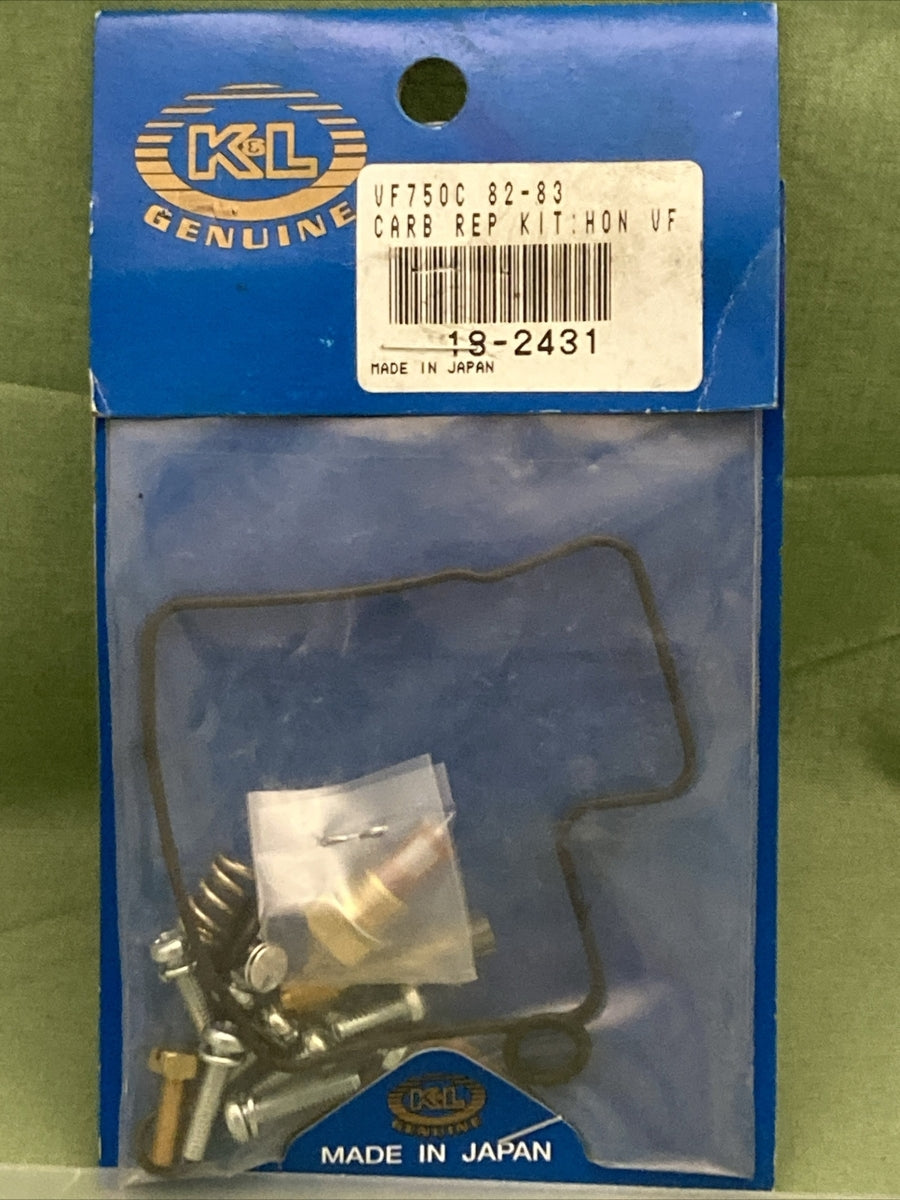 K&L
GENUINE
VF750C 82-83
CARB REP KIT:HON VF
18-2431
MADE IN JAPAN
K&L
GENUINE
MADE IN JAPAN